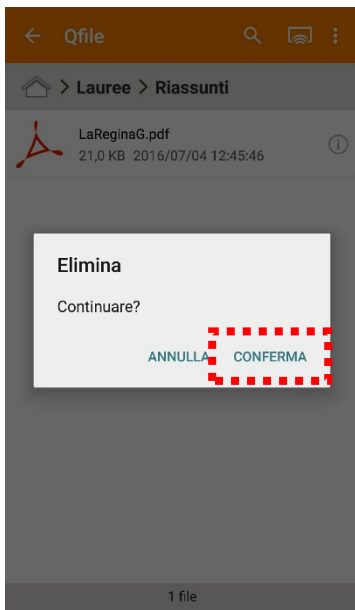 Qfile
> Lauree > Riassunti
LaReginaG.pdf
21,0 KB 2016/07/04 12:45:46
Elimina
Continuare?
ANNULLA CONFERMA
1 file